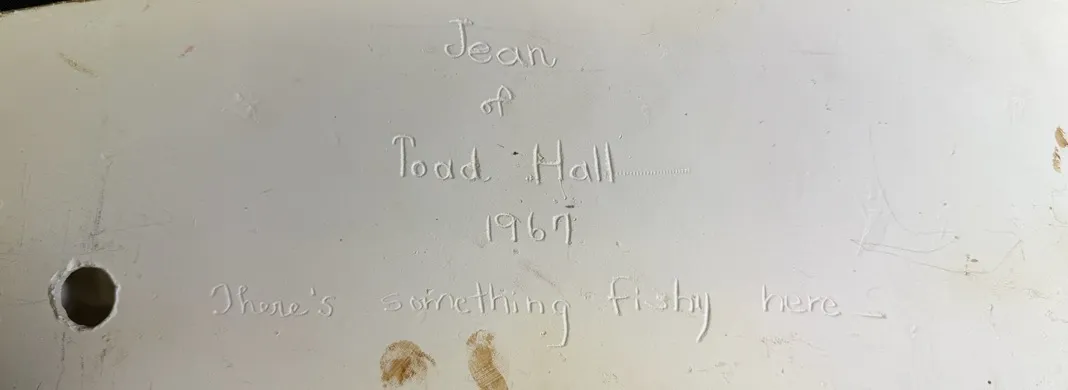 Jean
of
Toad Hall
1967
There's something fishy here